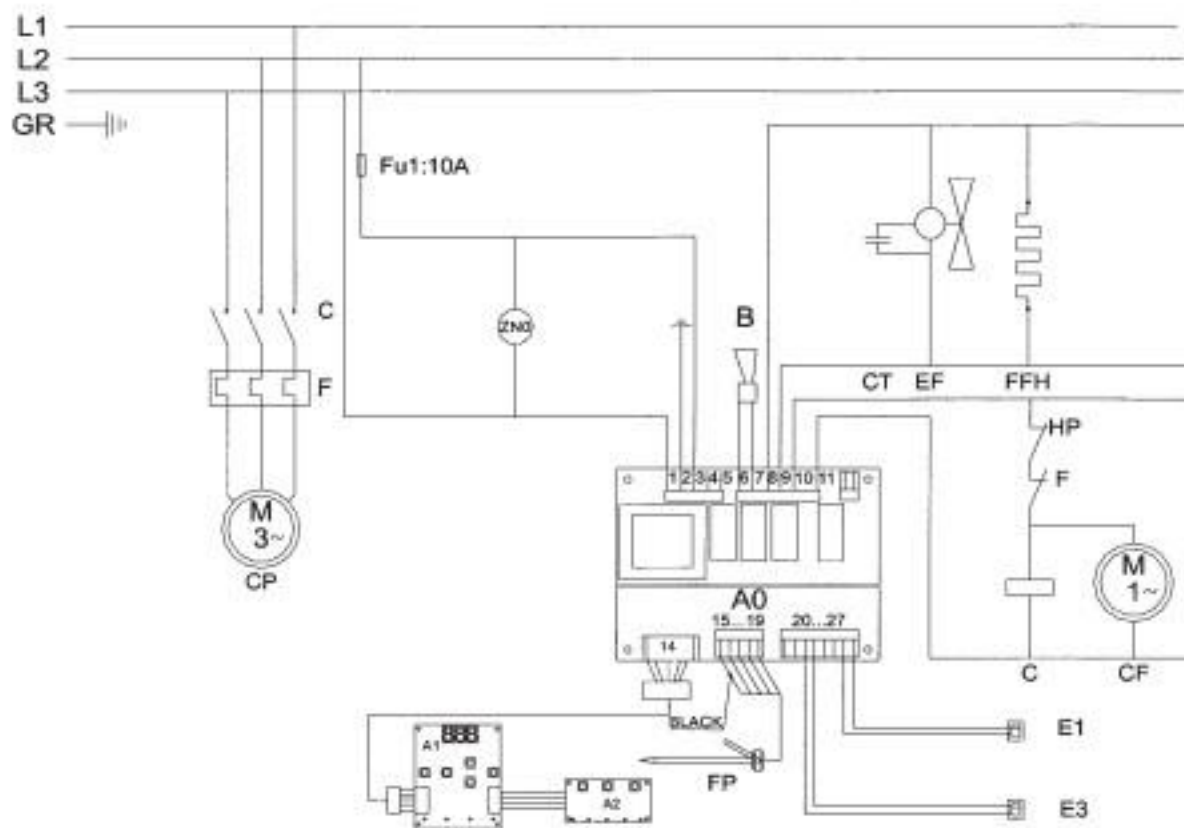 L1
L2
L3
GR
Fu1:10A
C
ZN0
B
F
CT EF FFH
HP
F
1 2 3 4 5 6 7 8 9 10 11
M
3~
CP
M
1~
A0
15...19 20...27
14
C CF
BLACK
E1
A1
FP
A2
E3